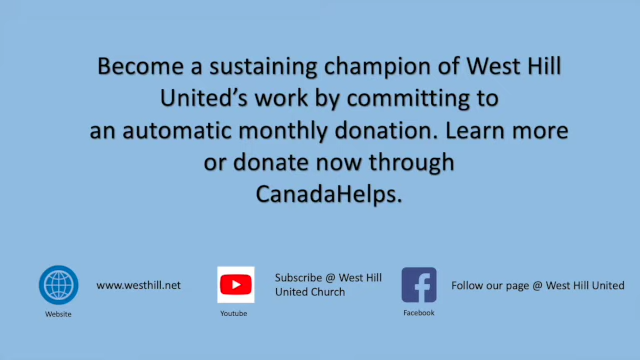 Become a sustaining champion of West Hill
United’s work by committing to
an automatic monthly donation. Learn more
or donate now through
CanadaHelps.
www.westhill.net
Website
Subscribe @ West Hill
United Church
Youtube
Follow our page @ West Hill United
Facebook